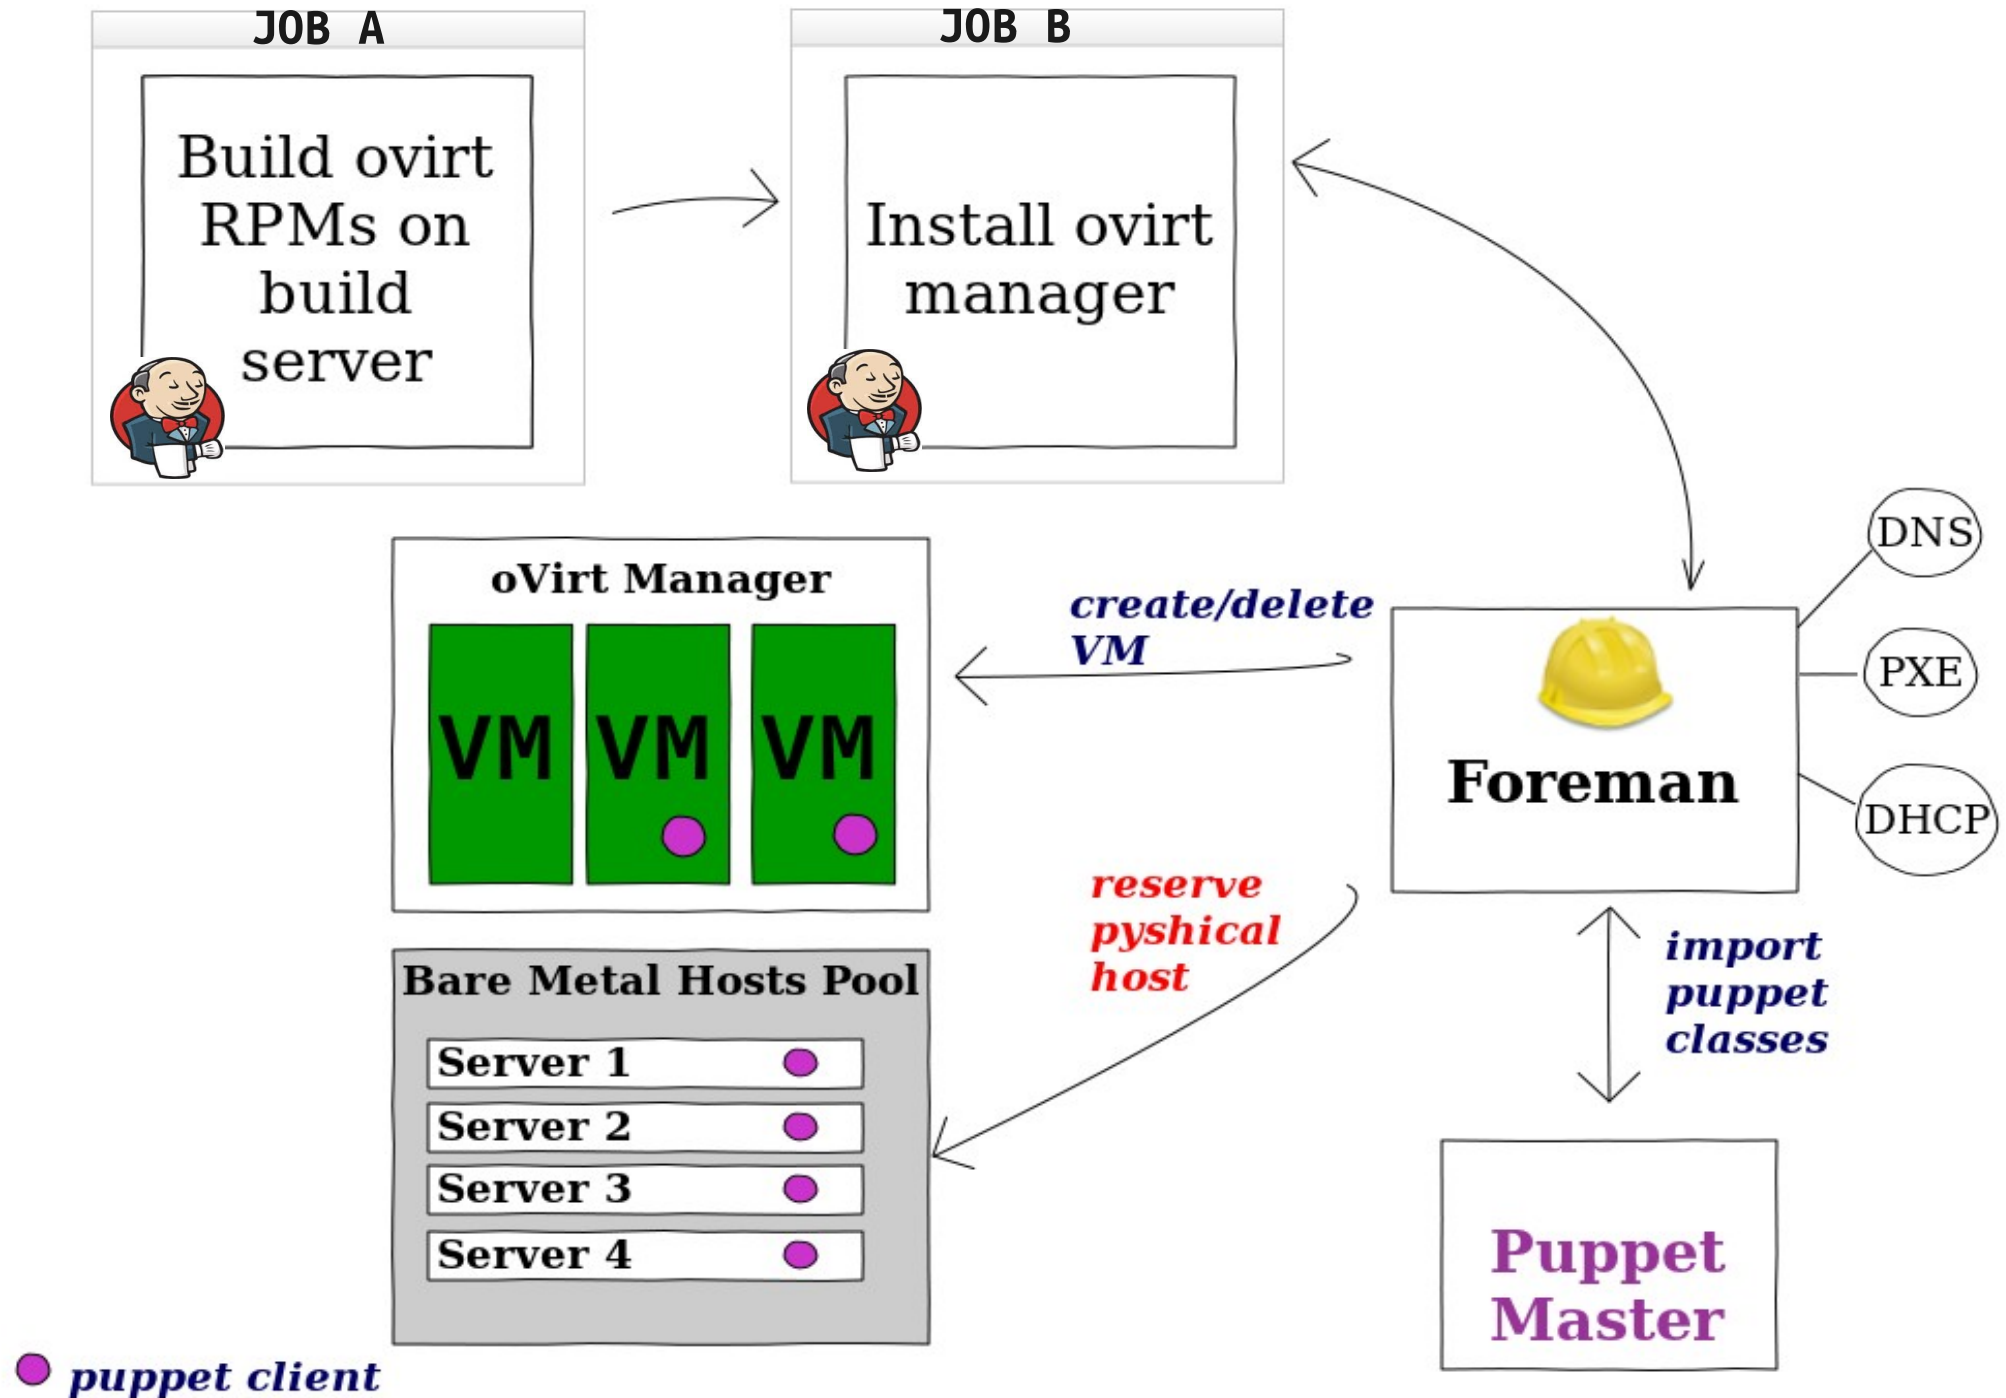 JOB A
Build ovirt
RPMs on
build
server
JOB B
Install ovirt
manager
oVirt Manager
VM
VM
VM
create/delete
VM
Foreman
DNS
PXE
DHCP
reserve
pyshical
host
Bare Metal Hosts Pool
Server 1
Server 2
Server 3
Server 4
import
puppet
classes
Puppet
Master
puppet client